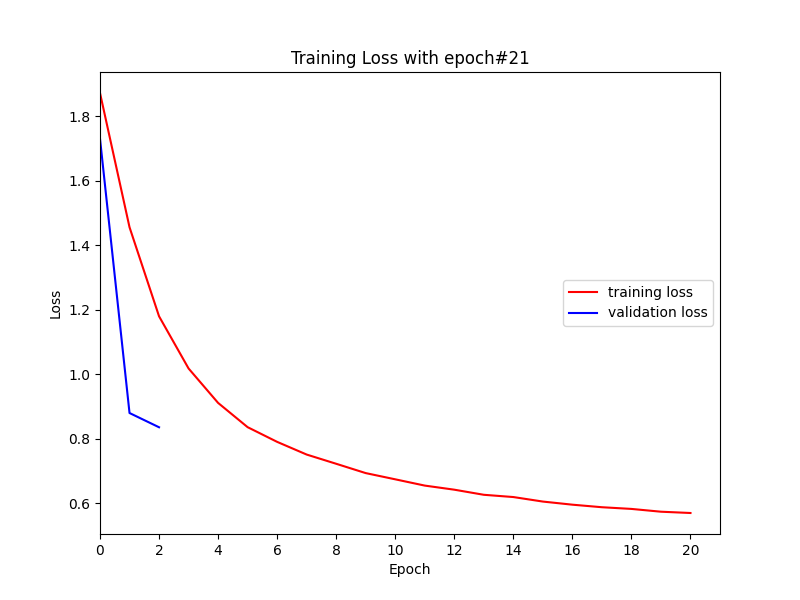 Training Loss with epoch#21
Loss
1.8
1.6
1.4
1.2
1.0
0.8
0.6
training loss
validation loss
0 2 4 6 8 10 12 14 16 18 20
Epoch